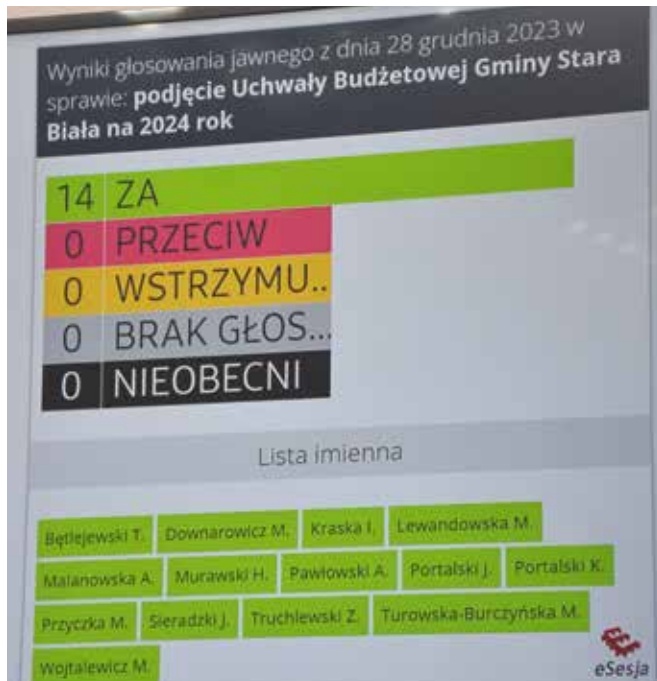 Wyniki głosowania jawnego z dnia 28 grudnia 2023 w
sprawie: podjęcie Uchwały Budżetowej Gminy Stara
Biała na 2024 rok
14 ZA
0 PRZECIW
0 WSTRZYMU..
0 BRAK GŁOS...
0 NIEOBECNI
Lista imienna
Bętlejewski T. Downarowicz M. Kraska I. Lewandowska M.
Malanowska A. Murawski H. Pawłowski A. Portalski J. Portalski K.
Przyczka M. Sieradzki J. Truchlewski Z. Turowska-Burczyńska M.
Wojtalewicz M.
eSesja